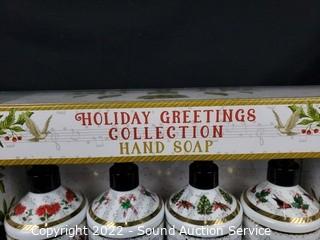 HOLIDAY GREETINGS
COLLECTION
HAND SOAP
Copyright 2022 - Sound Auction Service